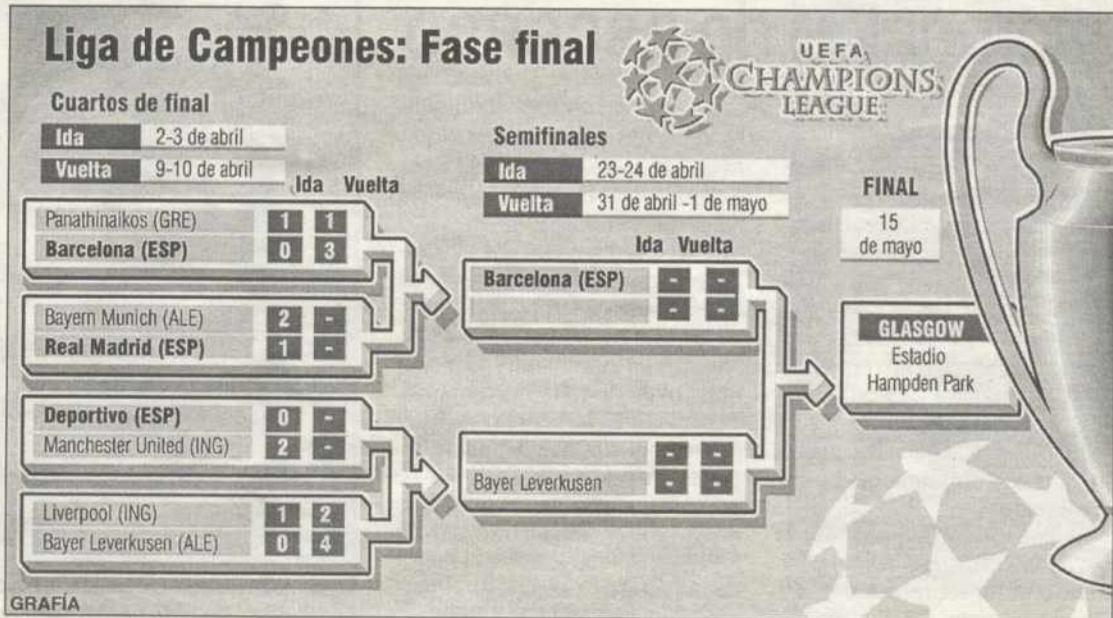 Liga de Campeones: Fase final
UEFA
CHAMPIONS
LEAGUE
Cuartos de final
Ida 2-3 de abril
Vuelta 9-10 de abril
Ida Vuelta
Panathinaikos (GRE) 1 1
Barcelona (ESP) 0 3
Bayern Munich (ALE) 2 -
Real Madrid (ESP) 1 -
Deportivo (ESP) 0 -
Manchester United (ING) 2 -
Liverpool (ING) 1 2
Bayer Leverkusen (ALE) 0 4
Semifinales
Ida 23-24 de abril
Vuelta 31 de abril -1 de mayo
Ida Vuelta
Barcelona (ESP) - -
- -
- -
Bayer Leverkusen - -
FINAL
15
de mayo
GLASGOW
Estadio
Hampden Park
GRAFÍA